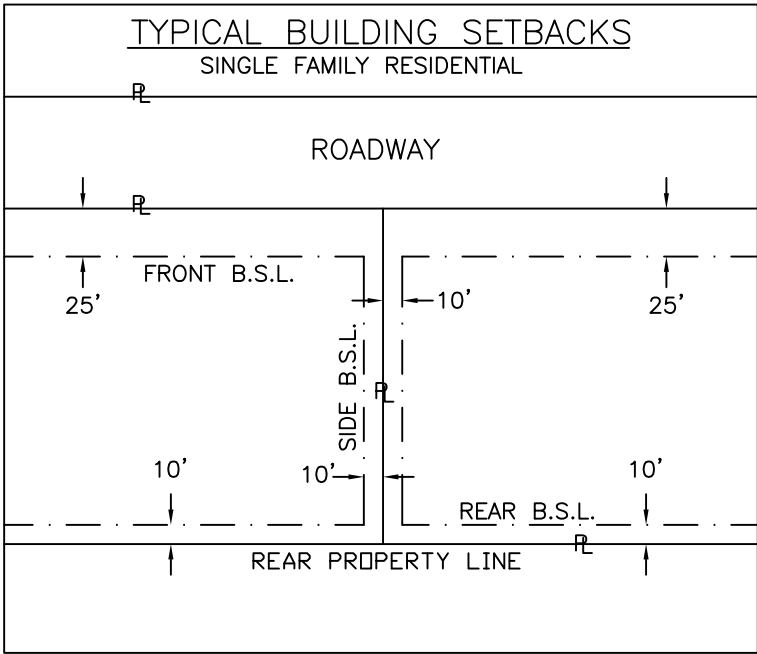 TYPICAL BUILDING SETBACKS
SINGLE FAMILY RESIDENTIAL
PL
ROADWAY
PL
FRONT B.S.L.
25'
10'
25'
SIDE B.S.L.
PL
10'
10'
10'
REAR B.S.L.
PL
REAR PROPERTY LINE